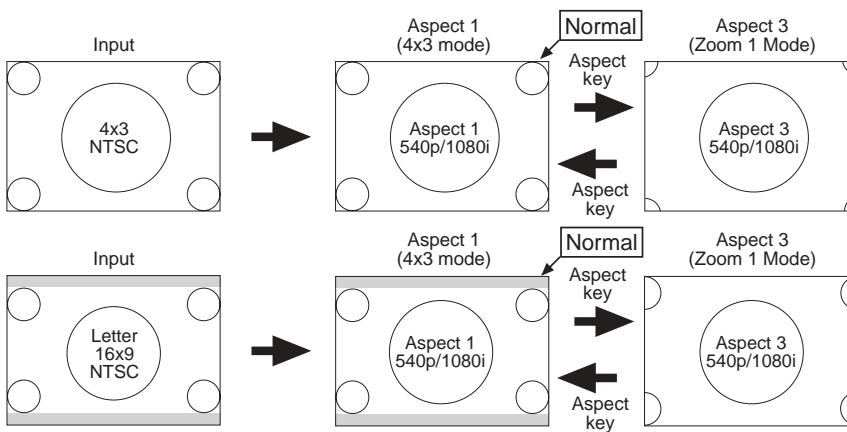 Input
Aspect 1
(4x3 mode)
Normal
Aspect
key
Aspect 3
(Zoom 1 Mode)
4x3
NTSC
Aspect 1
540p/1080i
Aspect
key
Aspect 3
540p/1080i
Input
Aspect 1
(4x3 mode)
Normal
Aspect
key
Aspect 3
(Zoom 1 Mode)
Letter
16x9
NTSC
Aspect 1
540p/1080i
Aspect
key
Aspect 3
540p/1080i